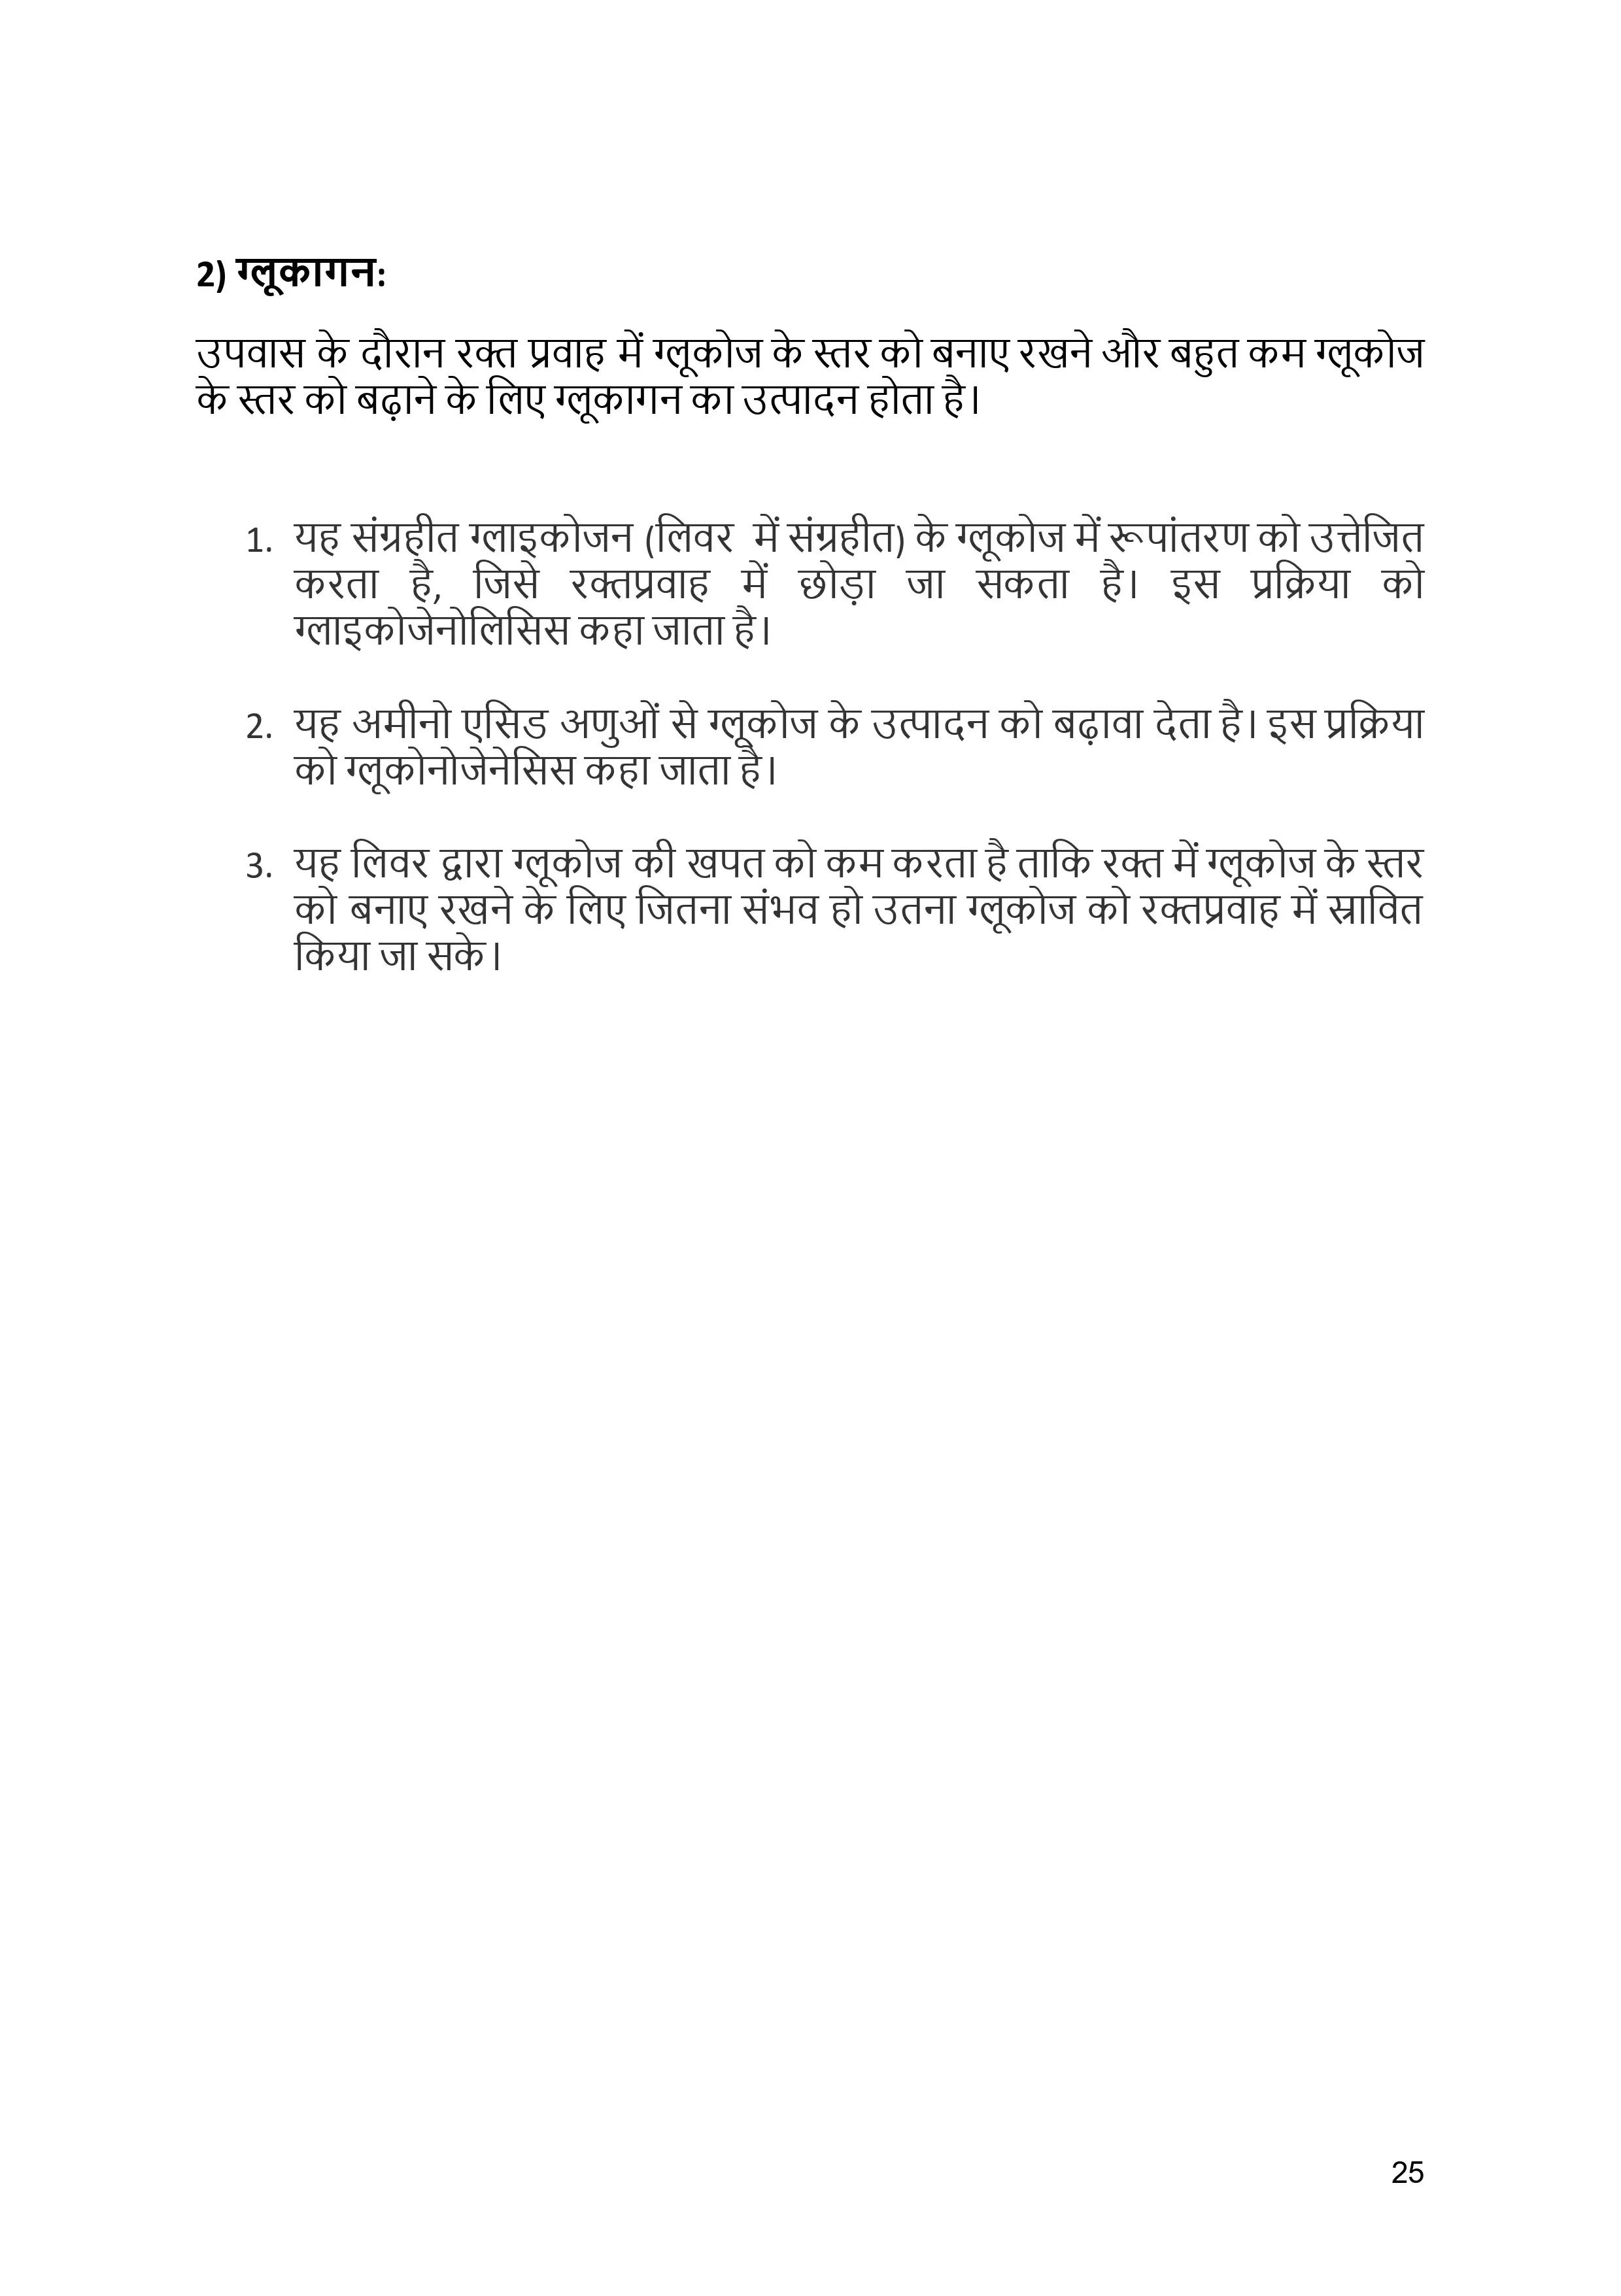 2) ग्लूकागन:
उपवास के दौरान रक्त प्रवाह में ग्लूकोज के स्तर को बनाए रखने और बहुत कम ग्लूकोज
के स्तर को बढ़ाने के लिए ग्लूकागन का उत्पादन होता है।
1. यह संग्रहीत ग्लाइकोजन (लिवर में संग्रहीत) के ग्लूकोज में रूपांतरण को उत्तेजित
करता है, जिसे रक्तप्रवाह में छोड़ा जा सकता है। इस प्रक्रिया को
ग्लाइकोजेनोलिसिस कहा जाता है।
2. यह अमीनो एसिड अणुओं से ग्लूकोज के उत्पादन को बढ़ावा देता है। इस प्रक्रिया
को ग्लूकोनोजेनेसिस कहा जाता है।
3. यह लिवर द्वारा ग्लूकोज की खपत को कम करता है ताकि रक्त में ग्लूकोज के स्तर
को बनाए रखने के लिए जितना संभव हो उतना ग्लूकोज को रक्तप्रवाह में स्रावित
किया जा सके।
25